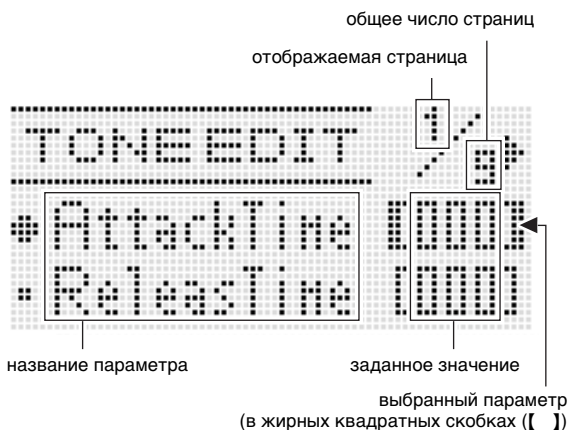 общее число страниц
отображаемая страница
TONE EDIT 1/9
AttackTime【000】
ReleasTime [000]
название параметра
заданное значение
выбранный параметр
(в жирных квадратных скобках (【 】)